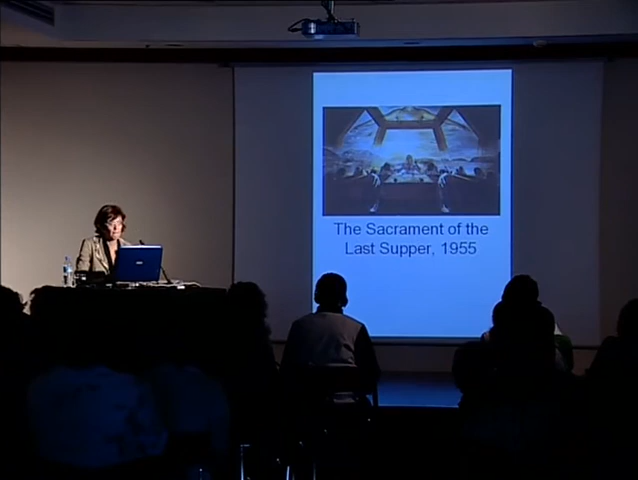 The Sacrament of the
Last Supper, 1955